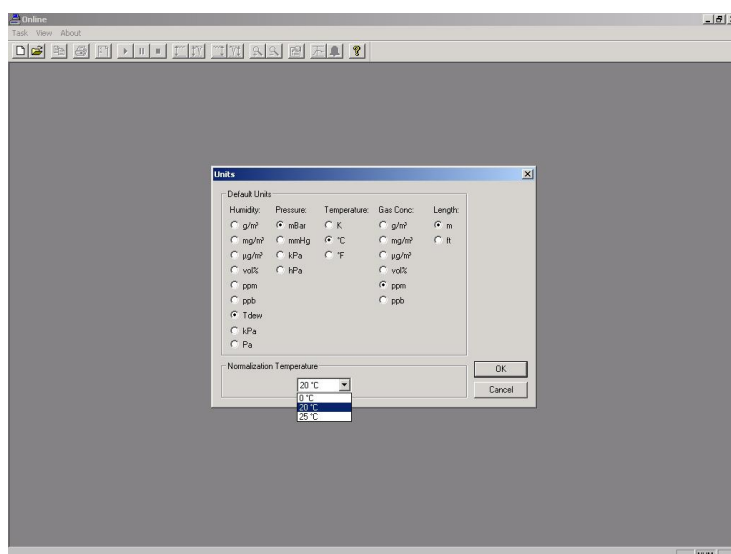 Online
Task View About
Units
Default Units
Humidity: Pressure: Temperature: Gas Conc: Length:
g/m³ mBar K g/m³ m
mg/m³ mmHg °C mg/m³ ft
µg/m³ kPa °F µg/m³
vol% hPa vol%
ppm ppm
ppb ppb
Tdew
kPa
Pa
Normalization Temperature
OK
20 °C
Cancel
0 °C
20 °C
25 °C
NUM